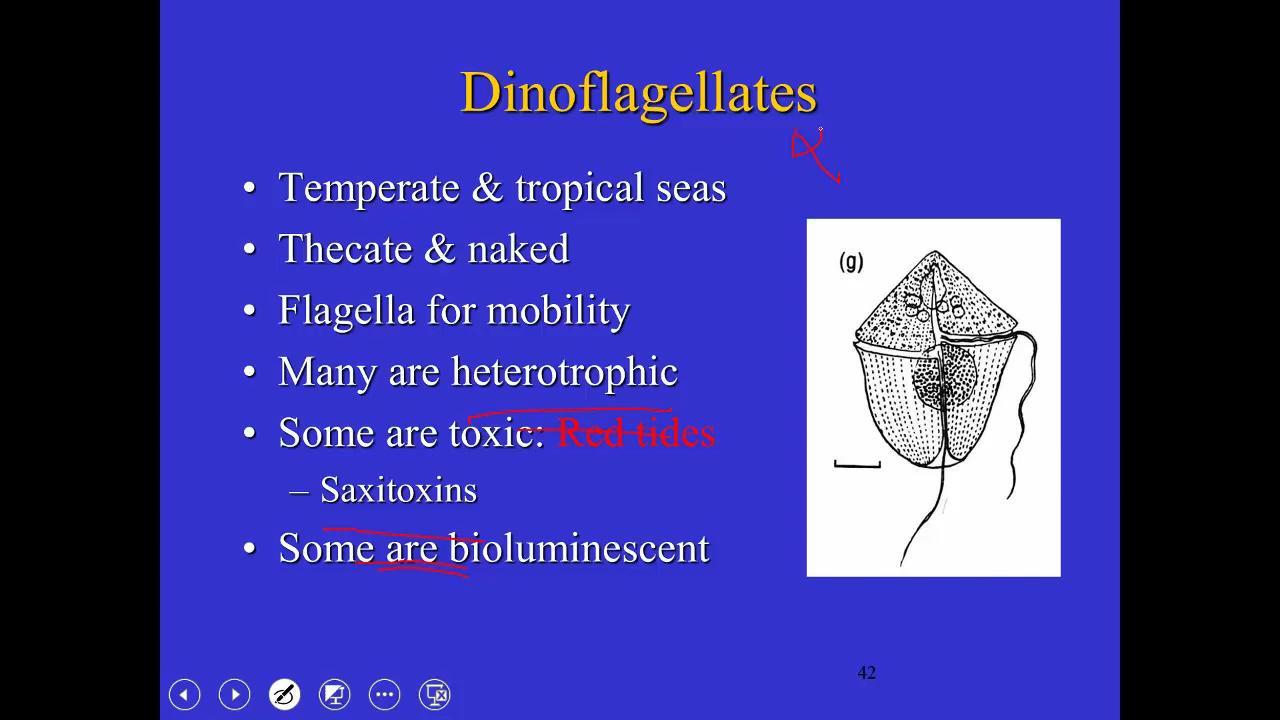 Dinoflagellates
• Temperate & tropical seas
• Thecate & naked
• Flagella for mobility
• Many are heterotrophic
• Some are toxic: Red tides
– Saxitoxins
• Some are bioluminescent
(g)
42